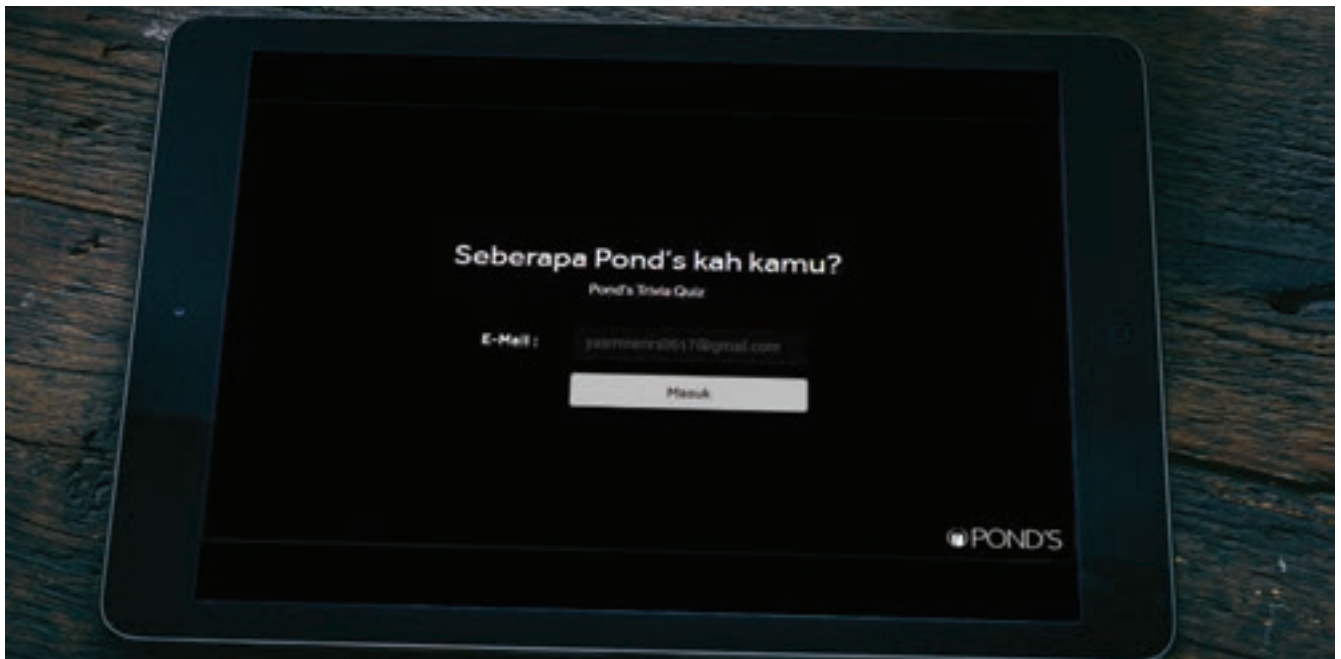 Seberapa Pond's kah kamu?
Pond's Trivia Quiz
E-Mail :
Masuk
POND'S